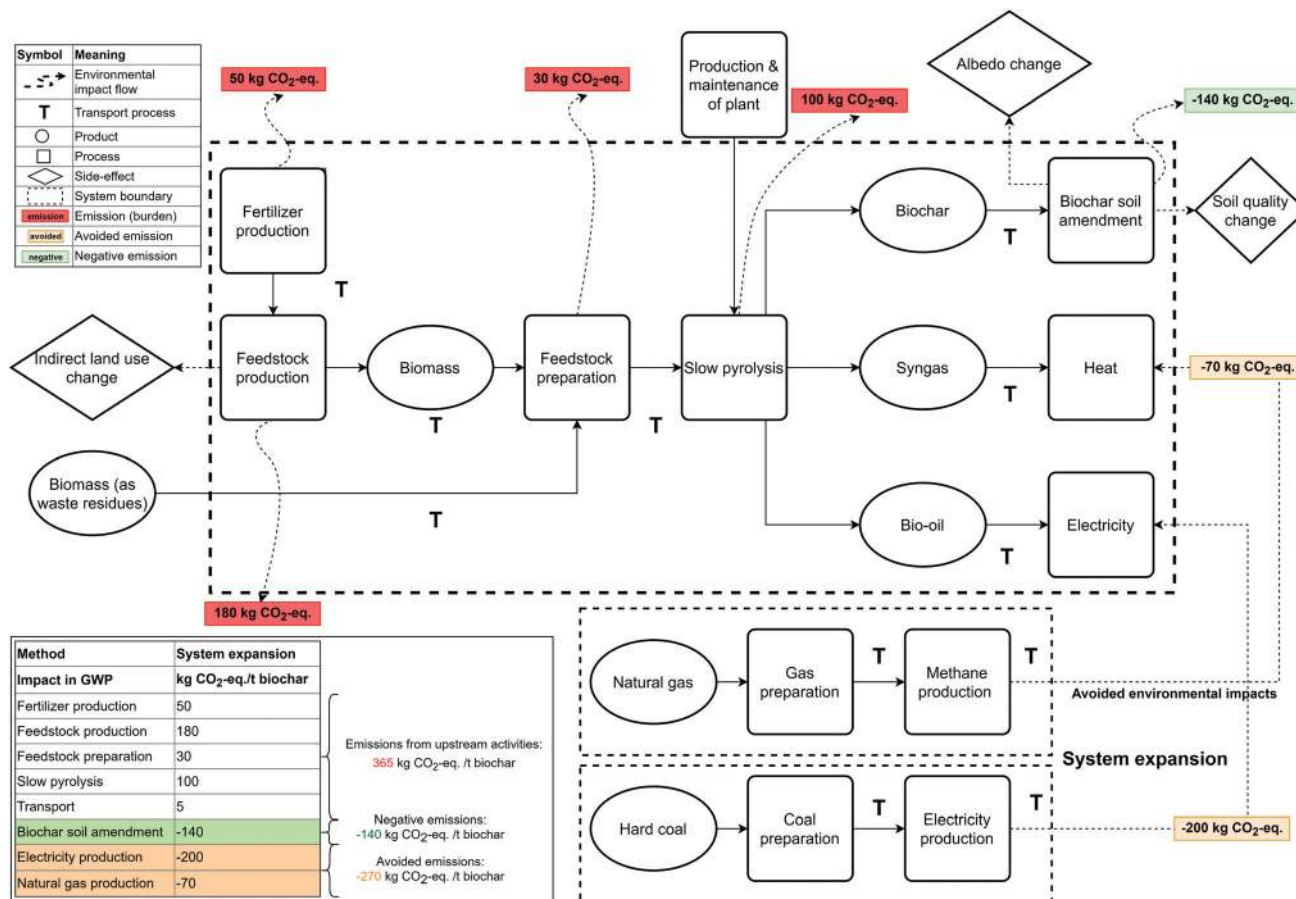 Symbol Meaning
Environmental
impact flow
T Transport process
Product
Process
Side-effect
System boundary
emission Emission (burden)
avoided Avoided emission
negative Negative emission
50 kg CO₂-eq.
30 kg CO₂-eq.
Production &
maintenance
of plant
100 kg CO₂-eq.
Albedo change
-140 kg CO₂-eq.
Fertilizer
production
Biochar
Biochar soil
amendment
Soil quality
change
T
T
Indirect land use
change
Feedstock
production
Biomass
Feedstock
preparation
Slow pyrolysis
Syngas
Heat
-70 kg CO₂-eq.
T
T
T
Biomass (as
waste residues)
T
Bio-oil
Electricity
T
180 kg CO₂-eq.
Natural gas
Gas
preparation
T
Methane
production
T
Avoided environmental impacts
System expansion
Hard coal
Coal
preparation
T
Electricity
production
T
-200 kg CO₂-eq.
Method System expansion
Impact in GWP kg CO₂-eq./t biochar
Fertilizer production 50
Feedstock production 180
Feedstock preparation 30
Slow pyrolysis 100
Transport 5
Biochar soil amendment -140
Electricity production -200
Natural gas production -70
Emissions from upstream activities:
365 kg CO₂-eq. /t biochar
Negative emissions:
-140 kg CO₂-eq. /t biochar
Avoided emissions:
-270 kg CO₂-eq. /t biochar